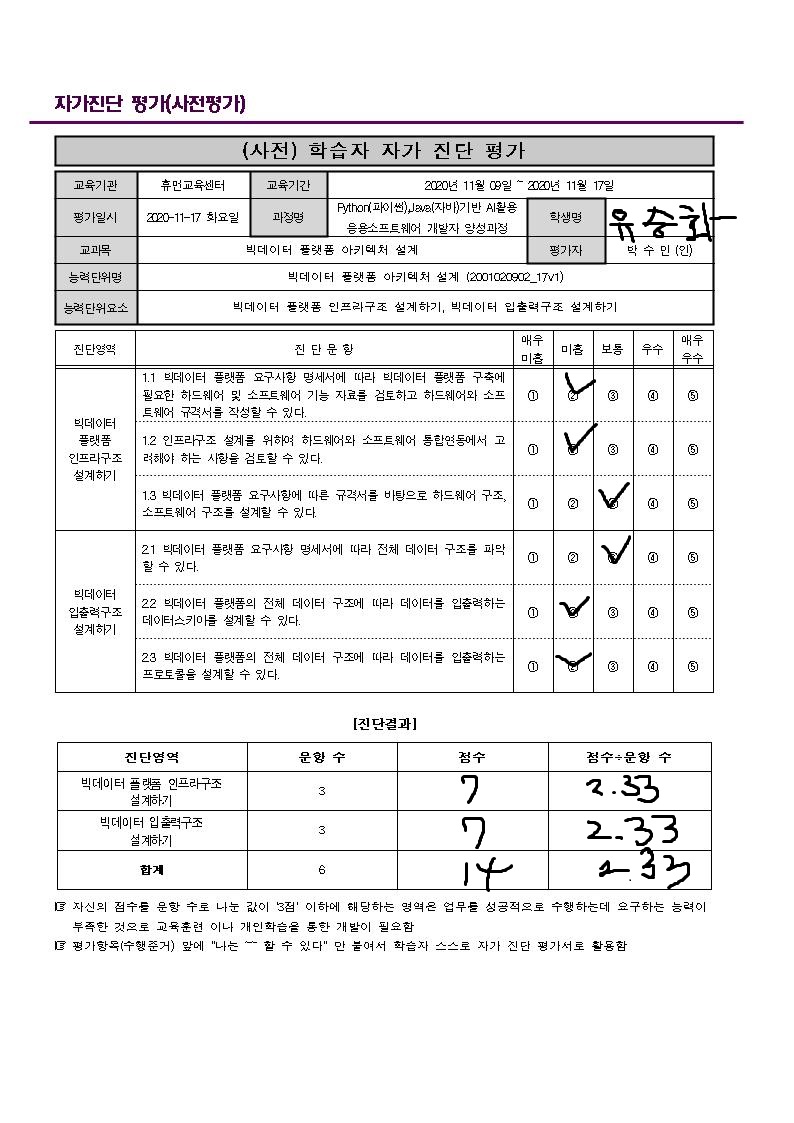 자가진단 평가(사전평가)
(사전) 학습자 자가 진단 평가
교육기관 휴먼교육센터 교육기간 2020년 11월 09일 ~ 2020년 11월 17일
평가일시 2020-11-17 화요일 과정명 Python(파이썬),Java(자바)기반 AI활용
응용소프트웨어 개발자 양성과정 학생명 유승희
교과목 빅데이터 플랫폼 아키텍처 설계 평가자 박 수 민 (인)
능력단위명 빅데이터 플랫폼 아키텍처 설계 (2001020902_17v1)
능력단위요소 빅데이터 플랫폼 인프라구조 설계하기, 빅데이터 입출력구조 설계하기
진단영역 진 단 문 항 매우 미흡 미흡 보통 우수 매우 우수
빅데이터
플랫폼
인프라구조
설계하기
1.1 빅데이터 플랫폼 요구사항 명세서에 따라 빅데이터 플랫폼 구축에
필요한 하드웨어 및 소프트웨어 기능 자료를 검토하고 하드웨어와 소프
트웨어 규격서를 작성할 수 있다.
① ② ③ ④ ⑤
1.2 인프라구조 설계를 위하여 하드웨어와 소프트웨어 통합연동에서 고
려해야 하는 사항을 검토할 수 있다.
① ② ③ ④ ⑤
1.3 빅데이터 플랫폼 요구사항에 따른 규격서를 바탕으로 하드웨어 구조,
소프트웨어 구조를 설계할 수 있다.
① ② ③ ④ ⑤
빅데이터
입출력구조
설계하기
2.1 빅데이터 플랫폼 요구사항 명세서에 따라 전체 데이터 구조를 파악
할 수 있다.
① ② ③ ④ ⑤
2.2 빅데이터 플랫폼의 전체 데이터 구조에 따라 데이터를 입출력하는
데이터스키마를 설계할 수 있다.
① ② ③ ④ ⑤
2.3 빅데이터 플랫폼의 전체 데이터 구조에 따라 데이터를 입출력하는
프로토콜을 설계할 수 있다.
① ② ③ ④ ⑤
[진단결과]
진단영역 문항 수 점수 점수÷문항 수
빅데이터 플랫폼 인프라구조
설계하기 3 7 2.33
빅데이터 입출력구조
설계하기 3 7 2.33
합계 6 14 2.33
☞ 자신의 점수를 문항 수로 나눈 값이 '3점' 이하에 해당하는 영역은 업무를 성공적으로 수행하는데 요구하는 능력이
부족한 것으로 교육훈련 이나 개인학습을 통한 개발이 필요함
☞ 평가항목(수행준거) 앞에 "나는 ~~ 할 수 있다" 만 붙여서 학습자 스스로 자가 진단 평가서로 활용함